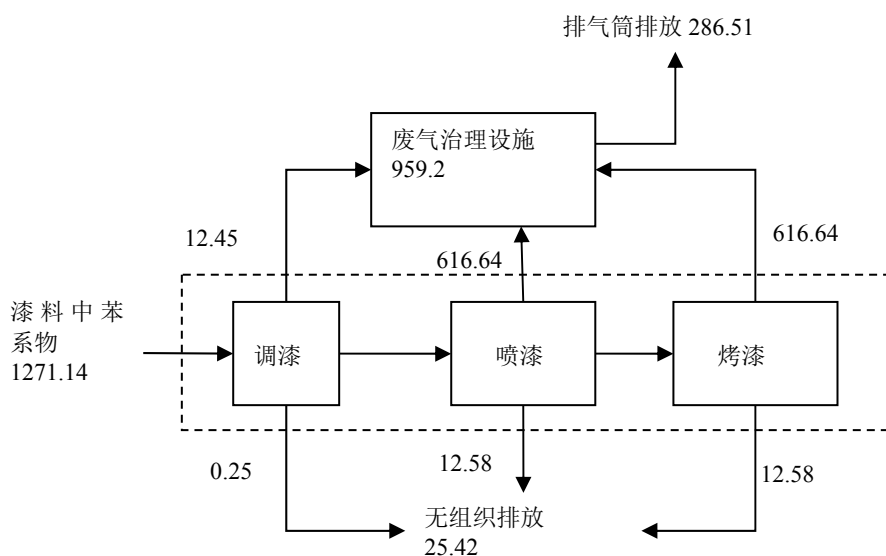 排气筒排放 286.51
废气治理设施
959.2
12.45
616.64
616.64
漆 料 中 苯
系物
1271.14
调漆
喷漆
烤漆
0.25
12.58
12.58
无组织排放
25.42